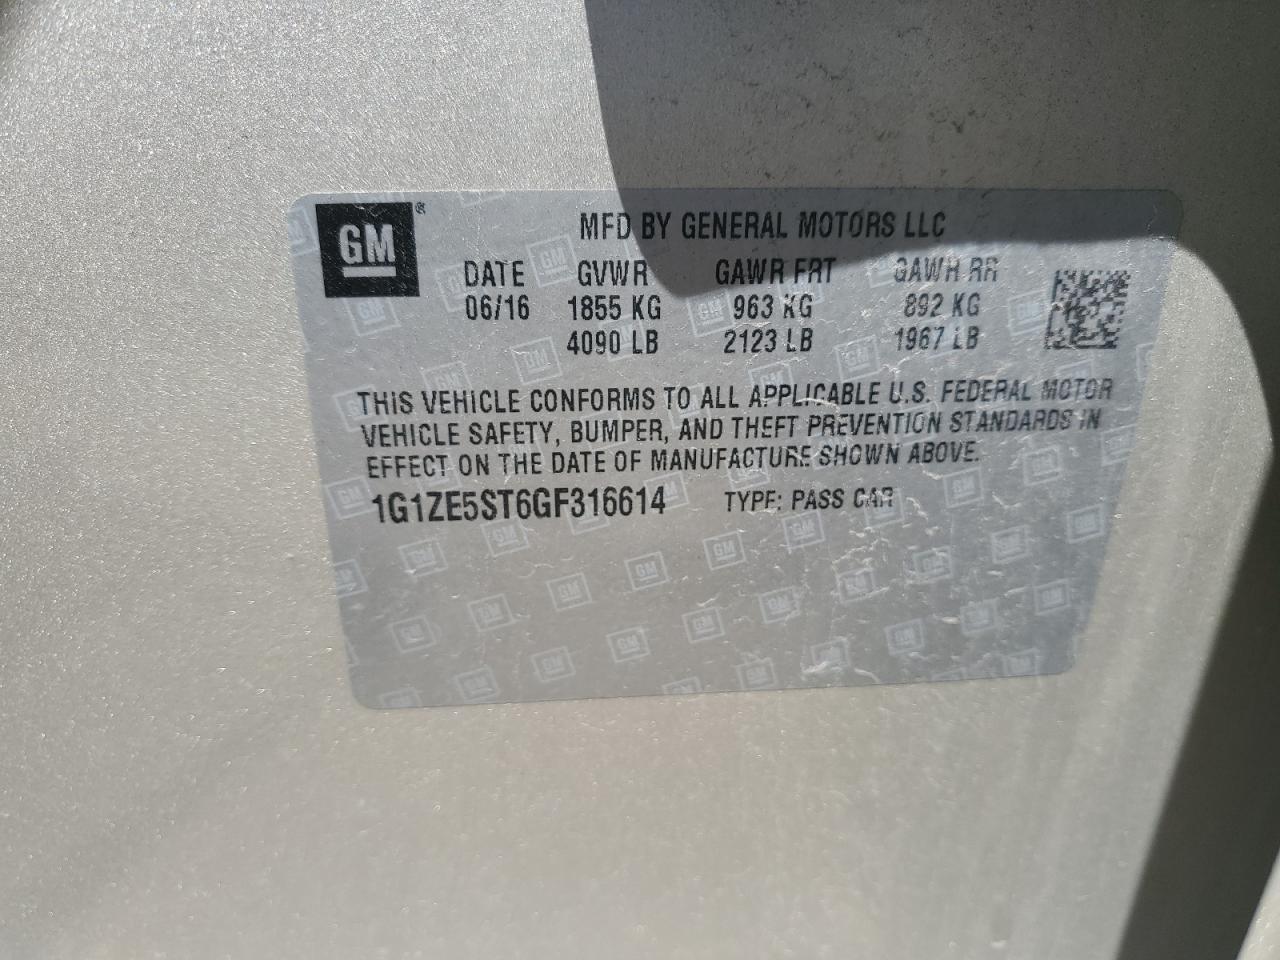 GM®
MFD BY GENERAL MOTORS LLC
DATE GVWR GAWR FRT GAWR RR
06/16 1855 KG 963 KG 892 KG
4090 LB 2123 LB 1967 LB
THIS VEHICLE CONFORMS TO ALL APPLICABLE U.S. FEDERAL MOTOR
VEHICLE SAFETY, BUMPER, AND THEFT PREVENTION STANDARDS IN
EFFECT ON THE DATE OF MANUFACTURE SHOWN ABOVE.
1G1ZE5ST6GF316614 TYPE: PASS CAR